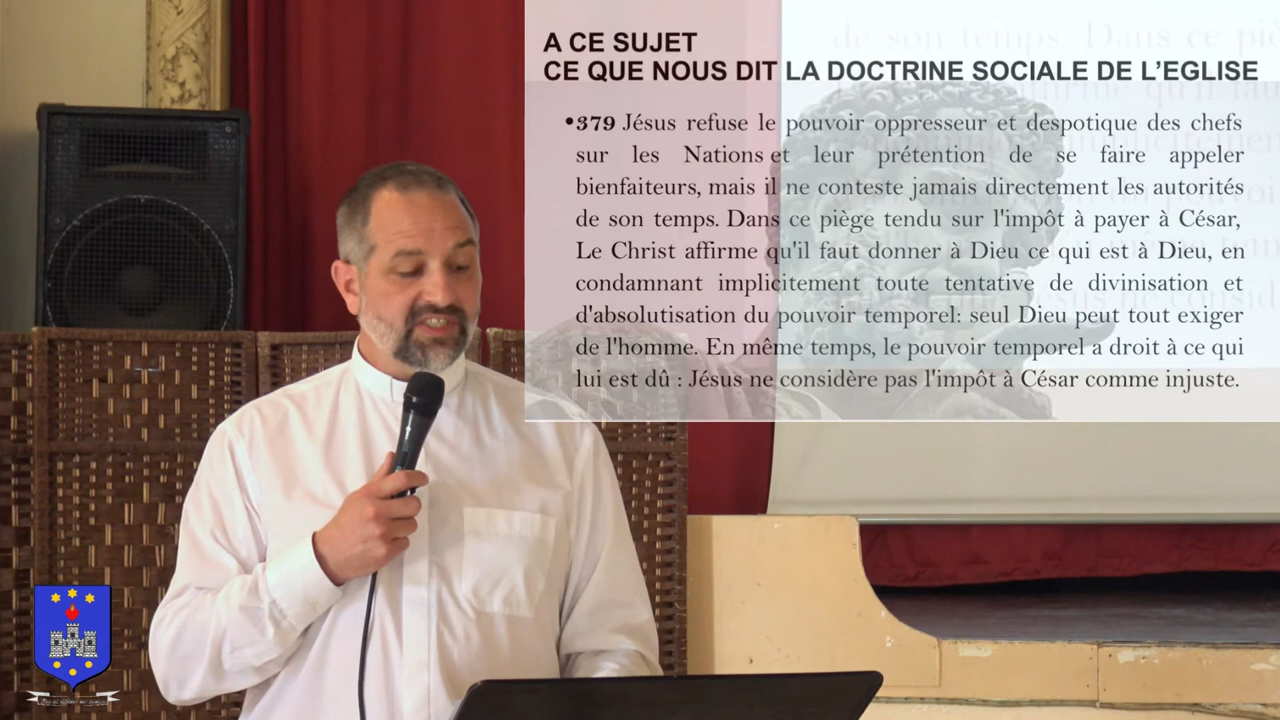 A CE SUJET
CE QUE NOUS DIT LA DOCTRINE SOCIALE DE L'EGLISE
•379 Jésus refuse le pouvoir oppresseur et despotique des chefs
sur les Nations et leur prétention de se faire appeler
bienfaiteurs, mais il ne conteste jamais directement les autorités
de son temps. Dans ce piège tendu sur l'impôt à payer à César,
Le Christ affirme qu'il faut donner à Dieu ce qui est à Dieu, en
condamnant implicitement toute tentative de divinisation et
d'absolutisation du pouvoir temporel: seul Dieu peut tout exiger
de l'homme. En même temps, le pouvoir temporel a droit à ce qui
lui est dû : Jésus ne considère pas l'impôt à César comme injuste.